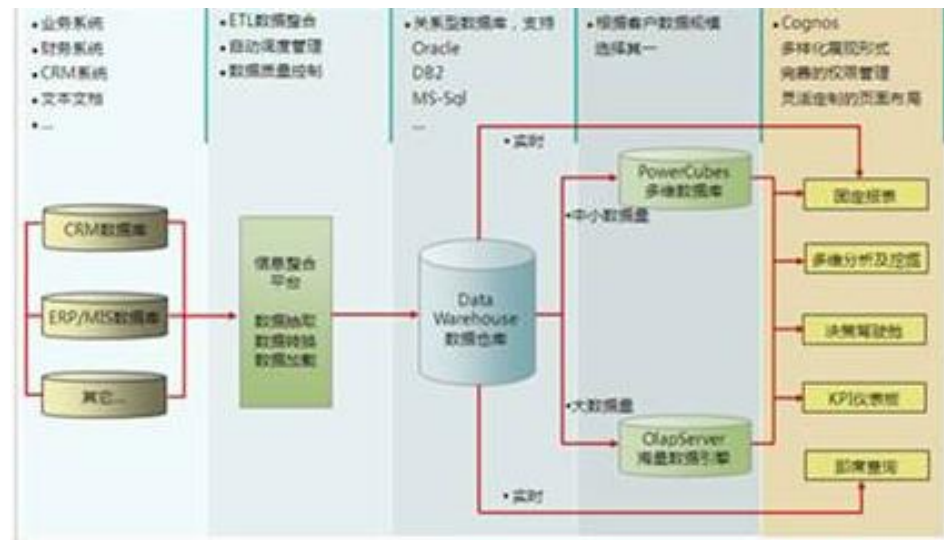 •业务系统
•财务系统
•CRM系统
•文本文档
•...
•ETL数据整合
•自动调度管理
•数据质量控制
•关系型数据库，支持
Oracle
DB2
MS-Sql
...
•根据客户数据规模
选择其一
•Cognos
多样化展现形式
完善的权限管理
灵活定制的页面布局
•实时
CRM数据库
ERP/MIS数据库
其它...
信息整合
平台
数据抽取
数据转换
数据加载
Data
Warehouse
数据仓库
•中小数据量
•大数据量
PowerCubes
多维数据库
OlapServer
海量数据引擎
固定报表
多维分析及挖掘
决策驾驶舱
KPI仪表板
即席查询
•实时